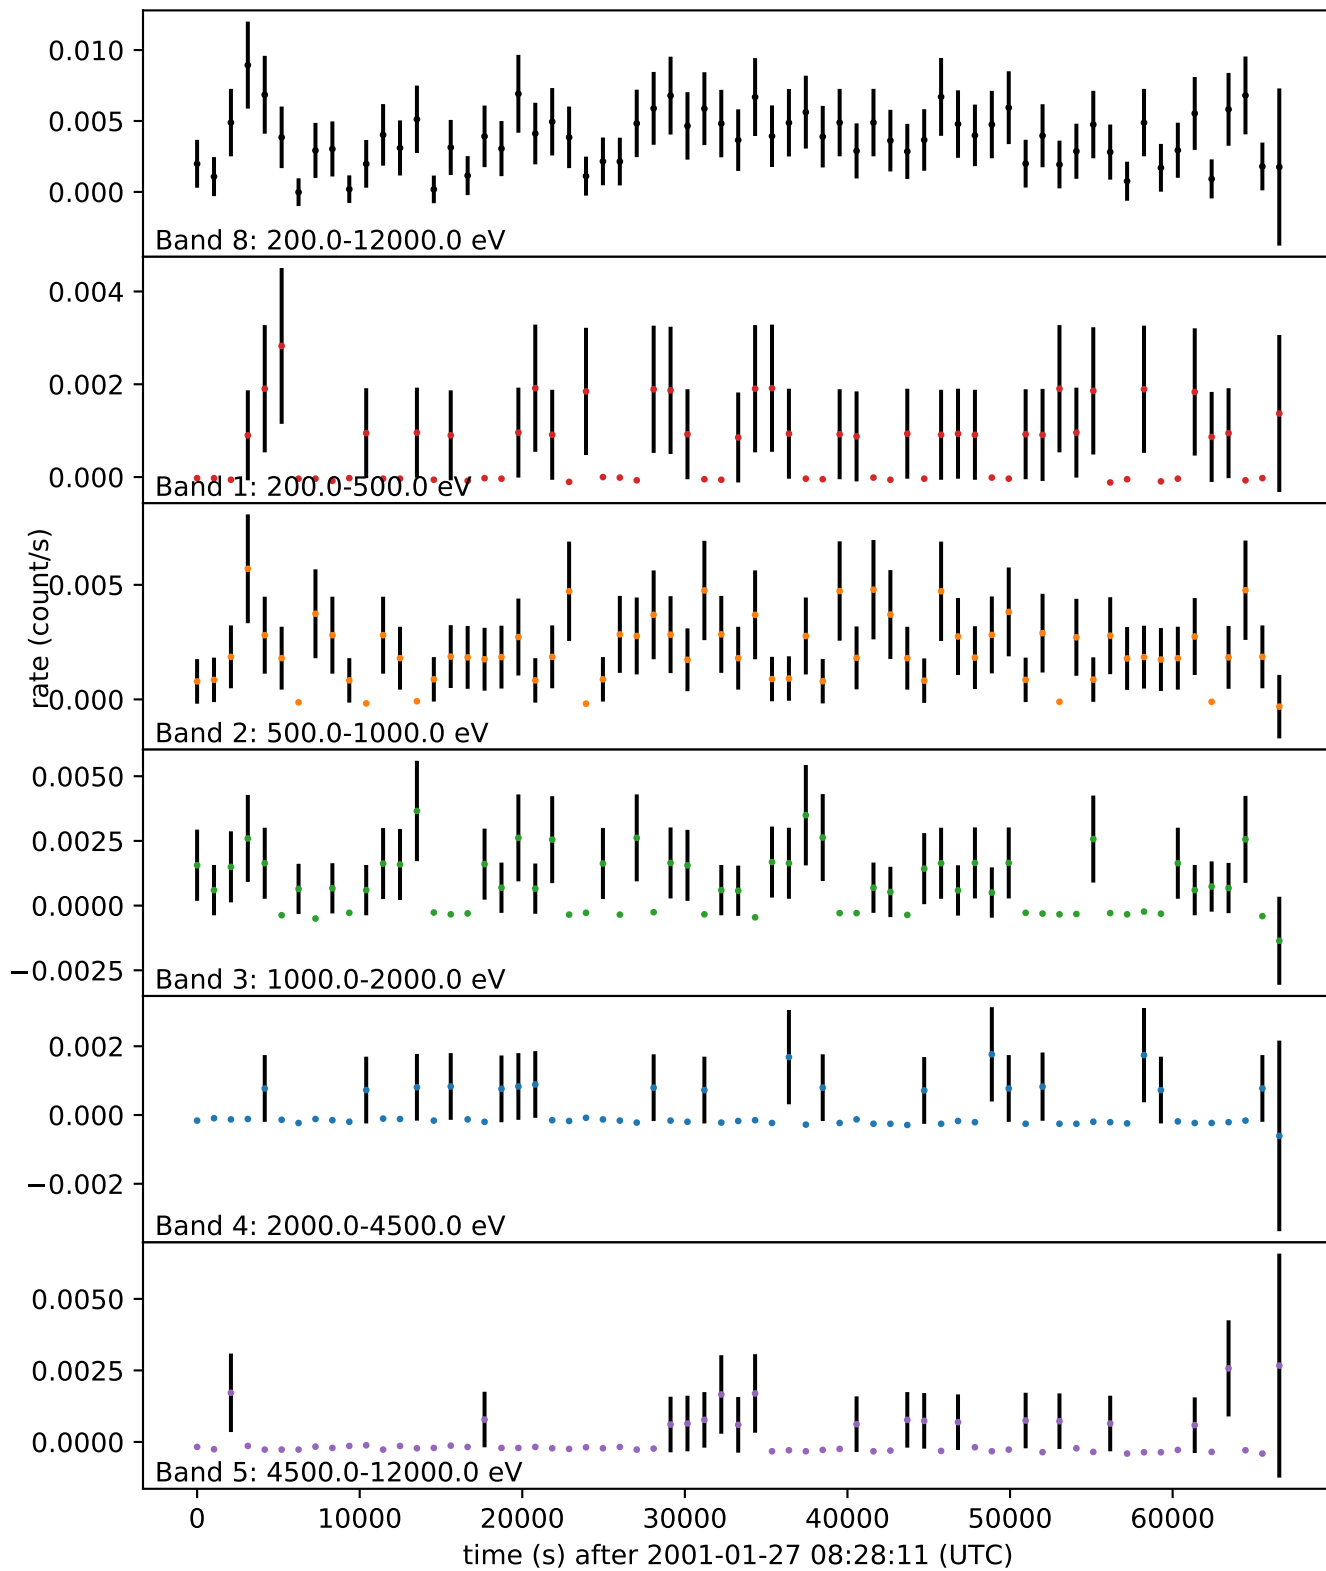 0.010
0.005
0.000
Band 8: 200.0-12000.0 eV
0.004
0.002
0.000
Band 1: 200.0-500.0 eV
rate (count/s)
0.005
0.000
Band 2: 500.0-1000.0 eV
0.0050
0.0025
0.0000
−0.0025
Band 3: 1000.0-2000.0 eV
0.002
0.000
−0.002
Band 4: 2000.0-4500.0 eV
0.0050
0.0025
0.0000
Band 5: 4500.0-12000.0 eV
0 10000 20000 30000 40000 50000 60000
time (s) after 2001-01-27 08:28:11 (UTC)